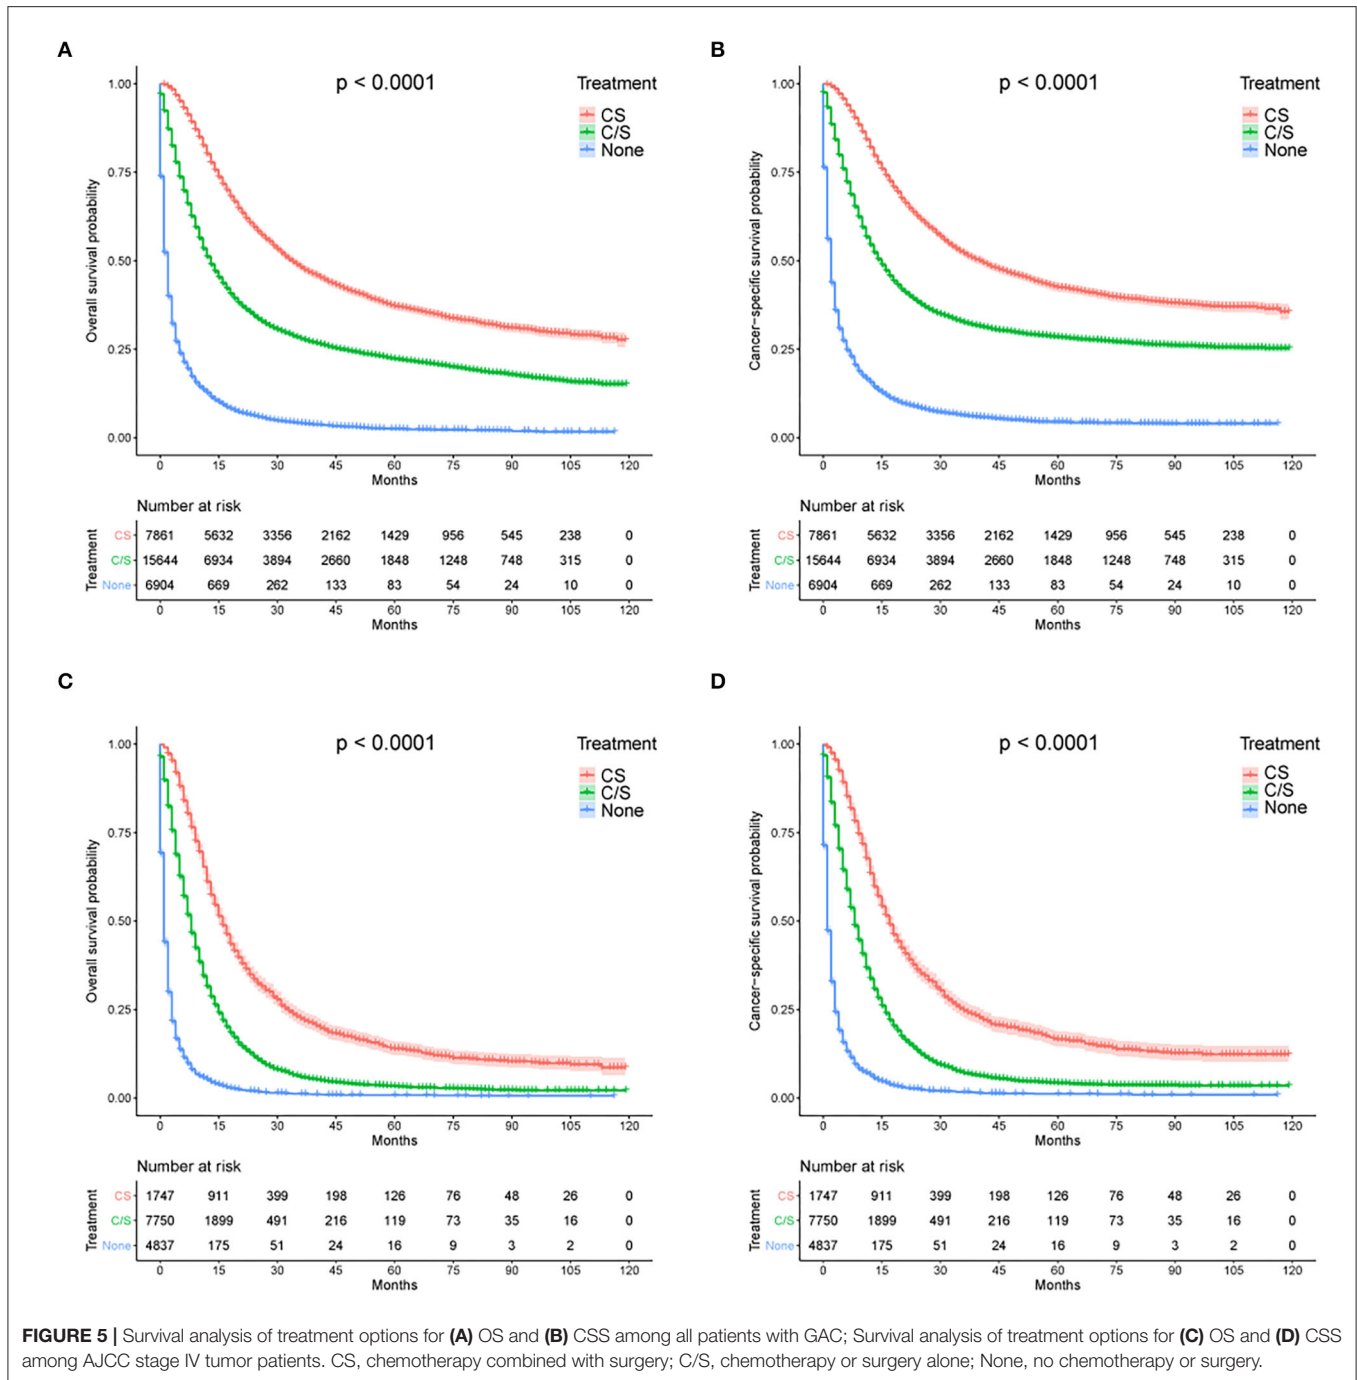 A
p < 0.0001
Treatment
CS
C/S
None
Overall survival probability
1.00
0.75
0.50
0.25
0.00
0 15 30 45 60 75 90 105 120
Months
Number at risk
Treatment
CS 7861 5632 3356 2162 1429 956 545 238 0
C/S 15644 6934 3894 2660 1848 1248 748 315 0
None 6904 669 262 133 83 54 24 10 0
0 15 30 45 60 75 90 105 120
Months
B
p < 0.0001
Treatment
CS
C/S
None
Cancer-specific survival probability
1.00
0.75
0.50
0.25
0.00
0 15 30 45 60 75 90 105 120
Months
Number at risk
Treatment
CS 7861 5632 3356 2162 1429 956 545 238 0
C/S 15644 6934 3894 2660 1848 1248 748 315 0
None 6904 669 262 133 83 54 24 10 0
0 15 30 45 60 75 90 105 120
Months
C
p < 0.0001
Treatment
CS
C/S
None
Overall survival probability
1.00
0.75
0.50
0.25
0.00
0 15 30 45 60 75 90 105 120
Months
Number at risk
Treatment
CS 1747 911 399 198 126 76 48 26 0
C/S 7750 1899 491 216 119 73 35 16 0
None 4837 175 51 24 16 9 3 2 0
0 15 30 45 60 75 90 105 120
Months
D
p < 0.0001
Treatment
CS
C/S
None
Cancer-specific survival probability
1.00
0.75
0.50
0.25
0.00
0 15 30 45 60 75 90 105 120
Months
Number at risk
Treatment
CS 1747 911 399 198 126 76 48 26 0
C/S 7750 1899 491 216 119 73 35 16 0
None 4837 175 51 24 16 9 3 2 0
0 15 30 45 60 75 90 105 120
Months
FIGURE 5 | Survival analysis of treatment options for (A) OS and (B) CSS among all patients with GAC; Survival analysis of treatment options for (C) OS and (D) CSS
among AJCC stage IV tumor patients. CS, chemotherapy combined with surgery; C/S, chemotherapy or surgery alone; None, no chemotherapy or surgery.